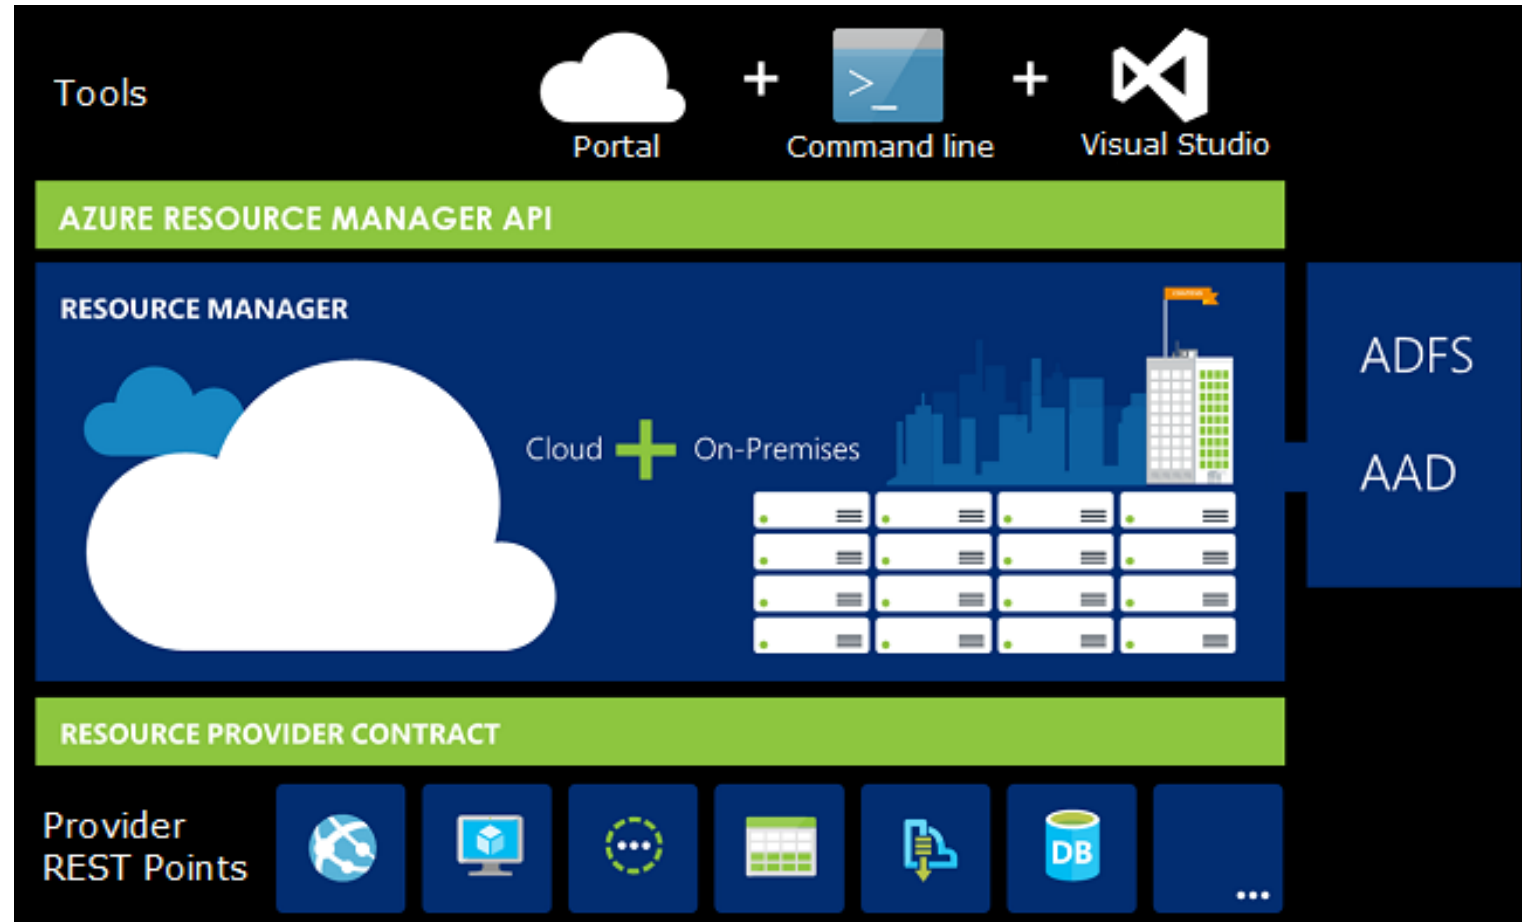 Tools
Portal
Command line
Visual Studio
AZURE RESOURCE MANAGER API
RESOURCE MANAGER
Cloud
On-Premises
ADFS
AAD
RESOURCE PROVIDER CONTRACT
Provider
REST Points
DB